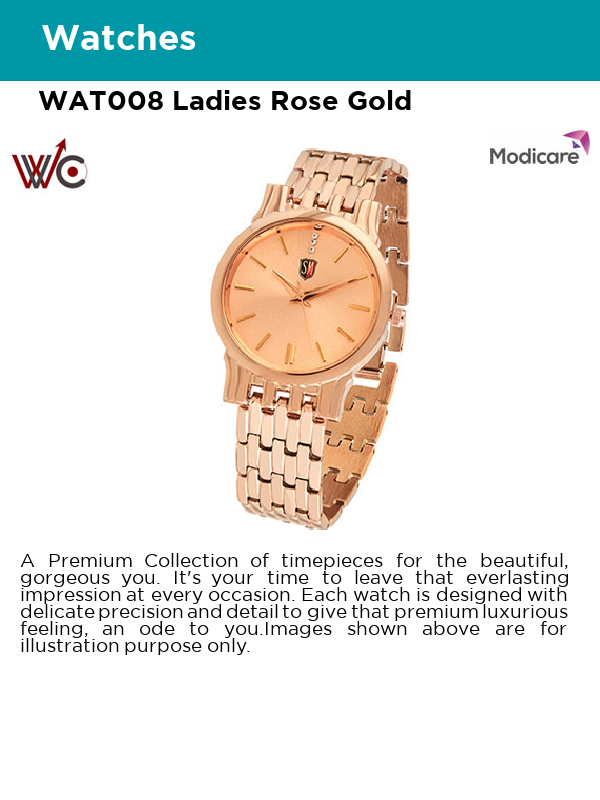 Watches
WAT008 Ladies Rose Gold
WC
Modicare
A Premium Collection of timepieces for the beautiful,
gorgeous you. It's your time to leave that everlasting
impression at every occasion. Each watch is designed with
delicate precision and detail to give that premium luxurious
feeling, an ode to you.Images shown above are for
illustration purpose only.